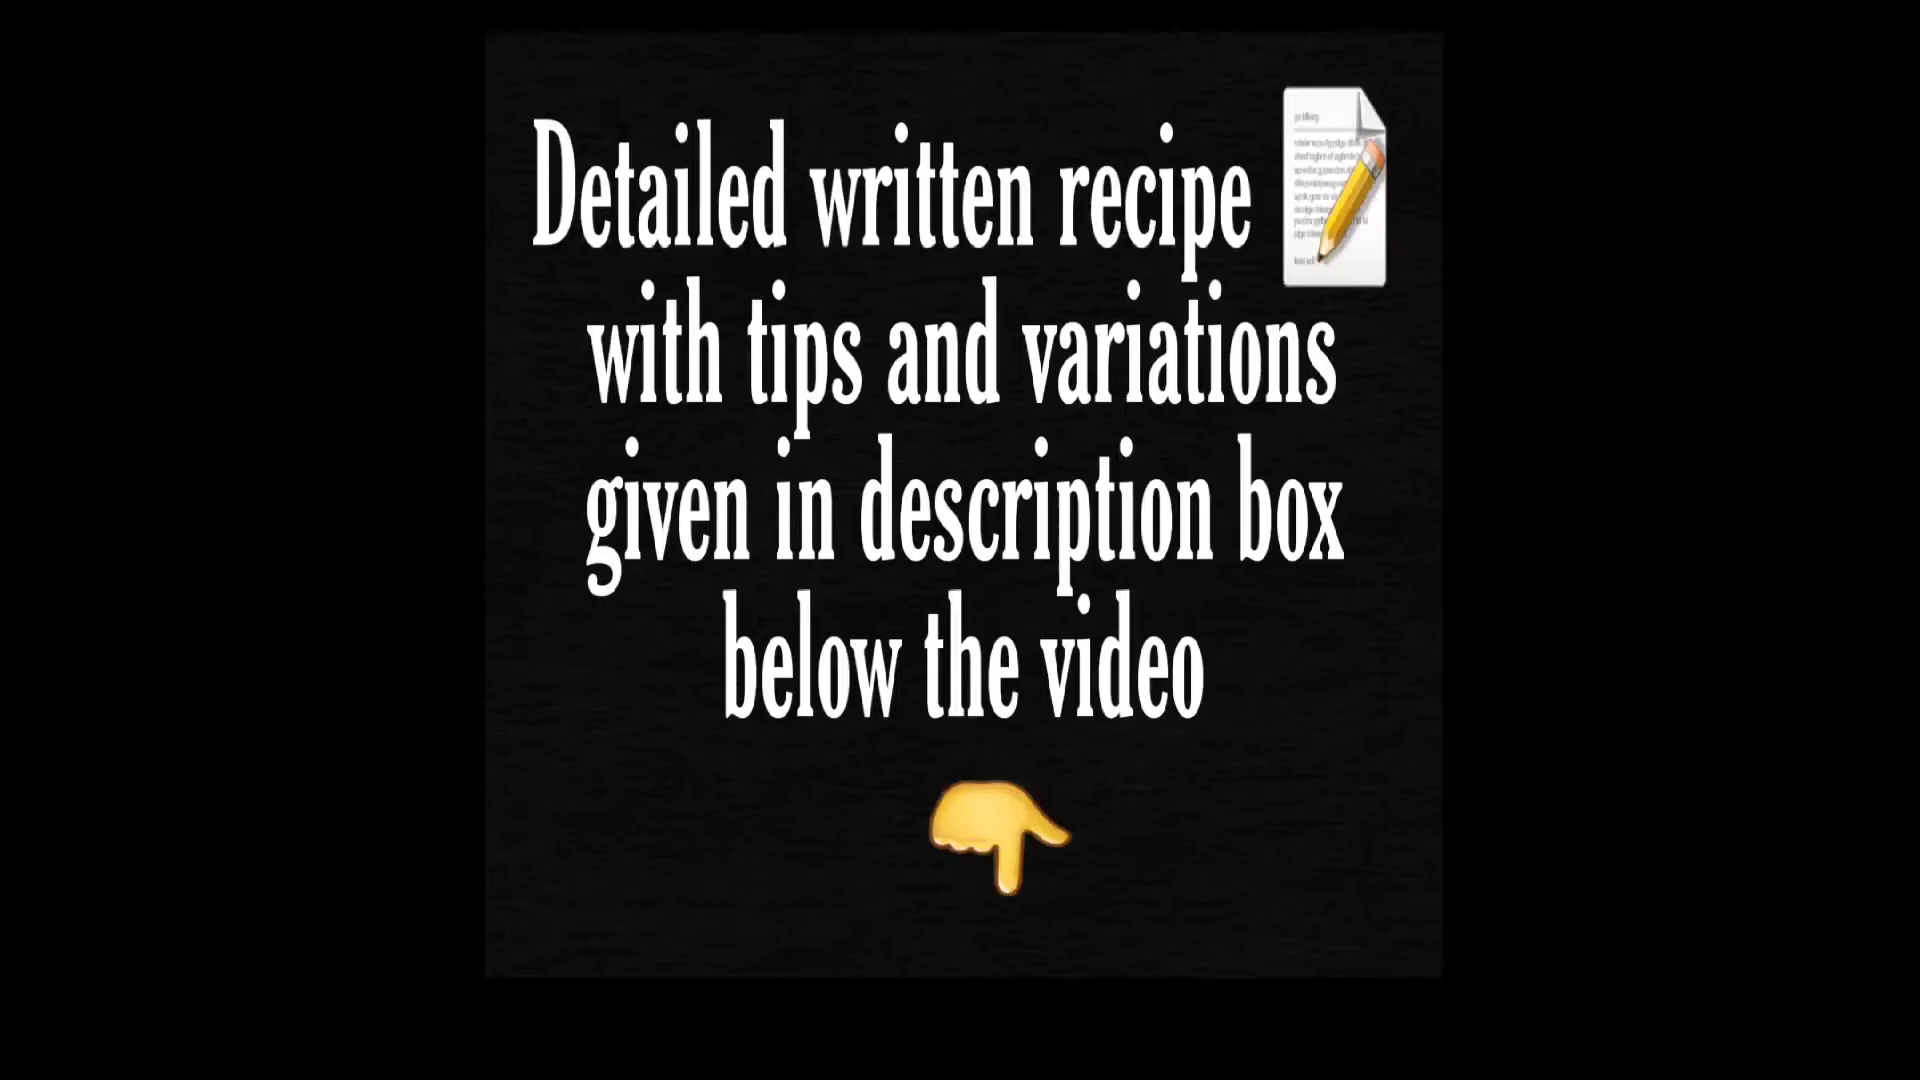 Detailed written recipe
with tips and variations
given in description box
below the video